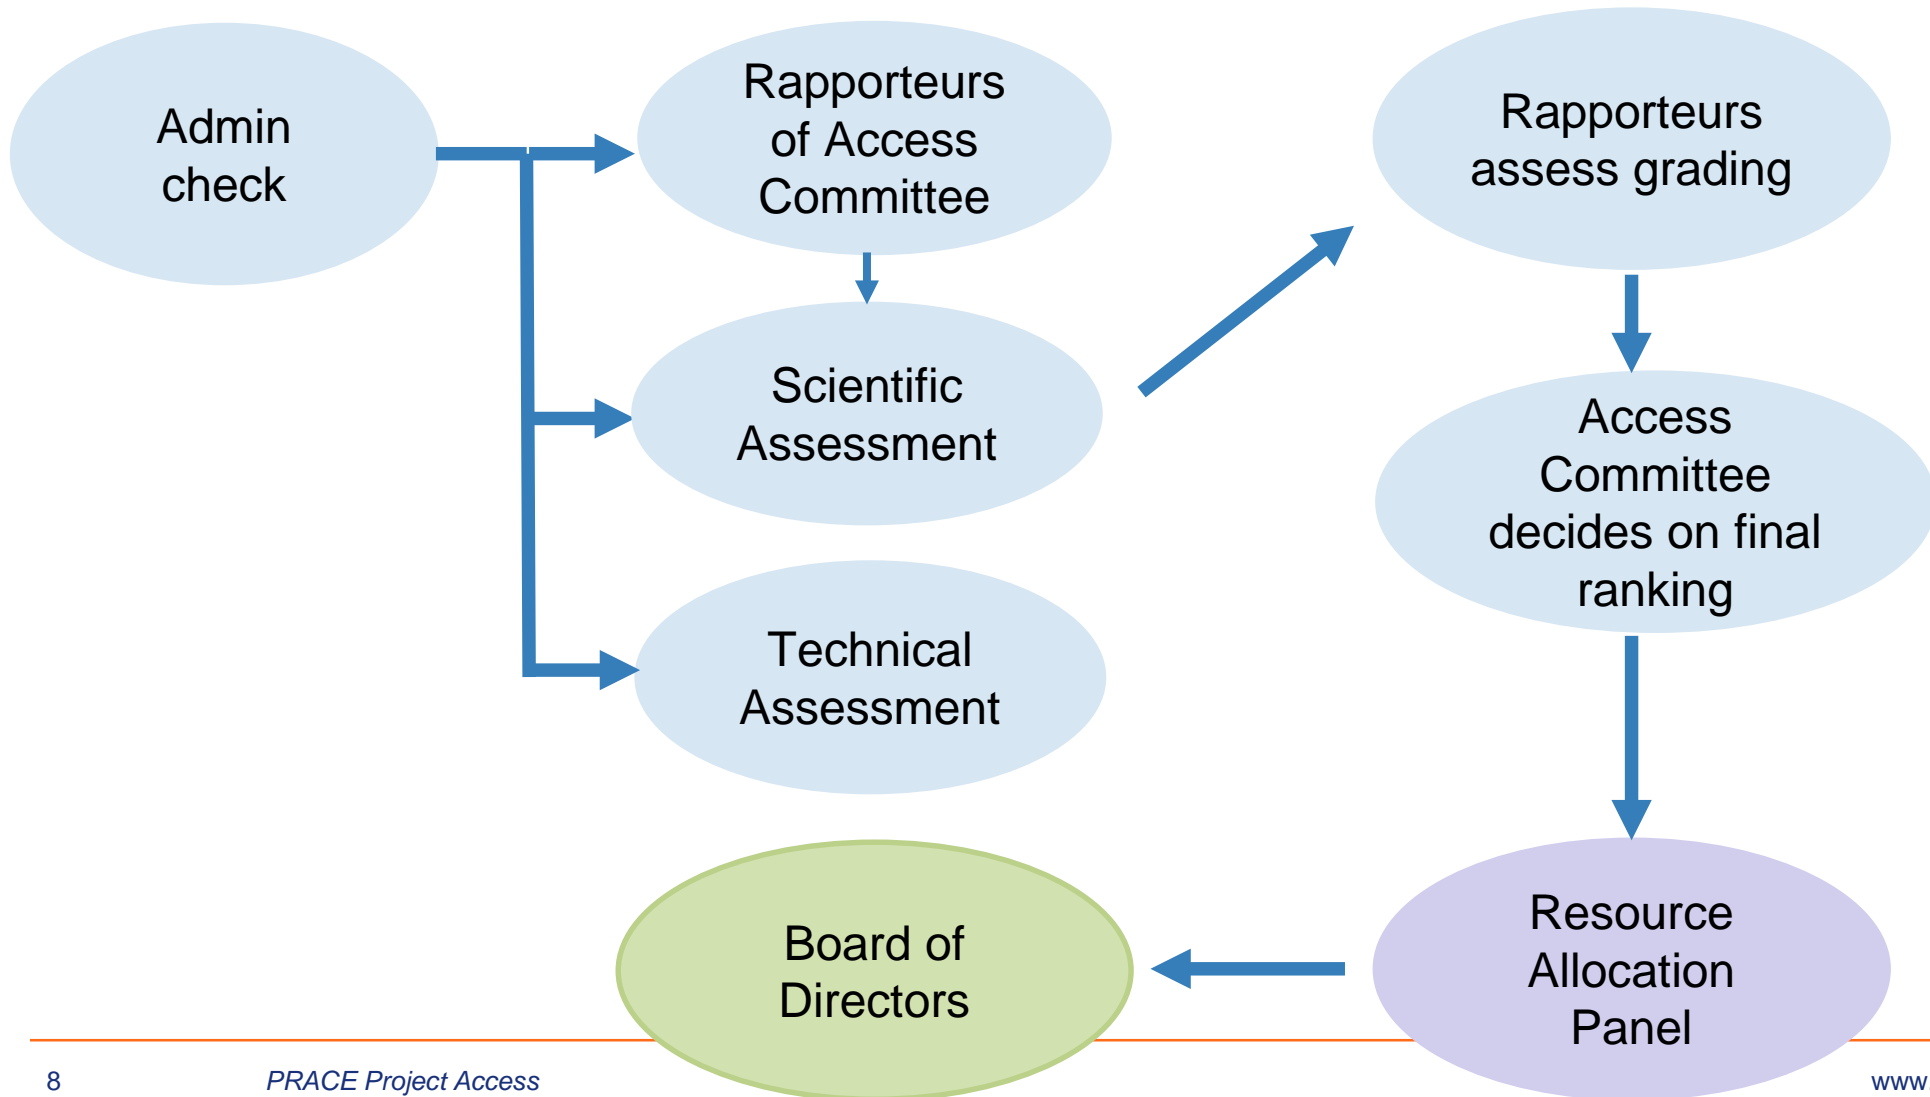 Admin
check
Rapporteurs
of Access
Committee
Scientific
Assessment
Technical
Assessment
Rapporteurs
assess grading
Access
Committee
decides on final
ranking
Resource
Allocation
Panel
Board of
Directors
8
PRACE Project Access
www